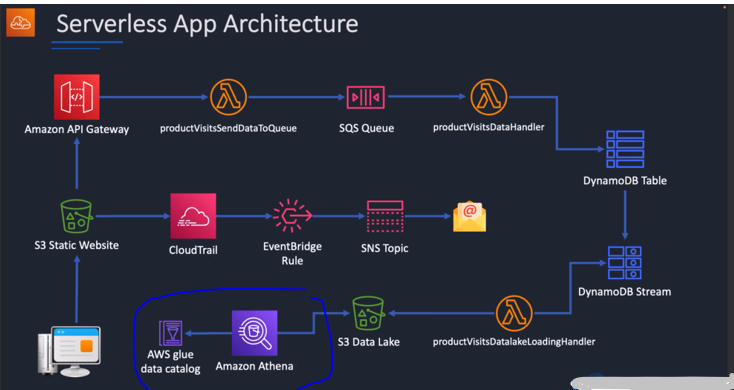 Serverless App Architecture
Amazon API Gateway
productVisitsSendDataToQueue
SQS Queue
productVisitsDataHandler
DynamoDB Table
S3 Static Website
CloudTrail
EventBridge
Rule
SNS Topic
@
DynamoDB Stream
AWS glue
data catalog
Amazon Athena
S3 Data Lake
productVisitsDatalakeLoadingHandler